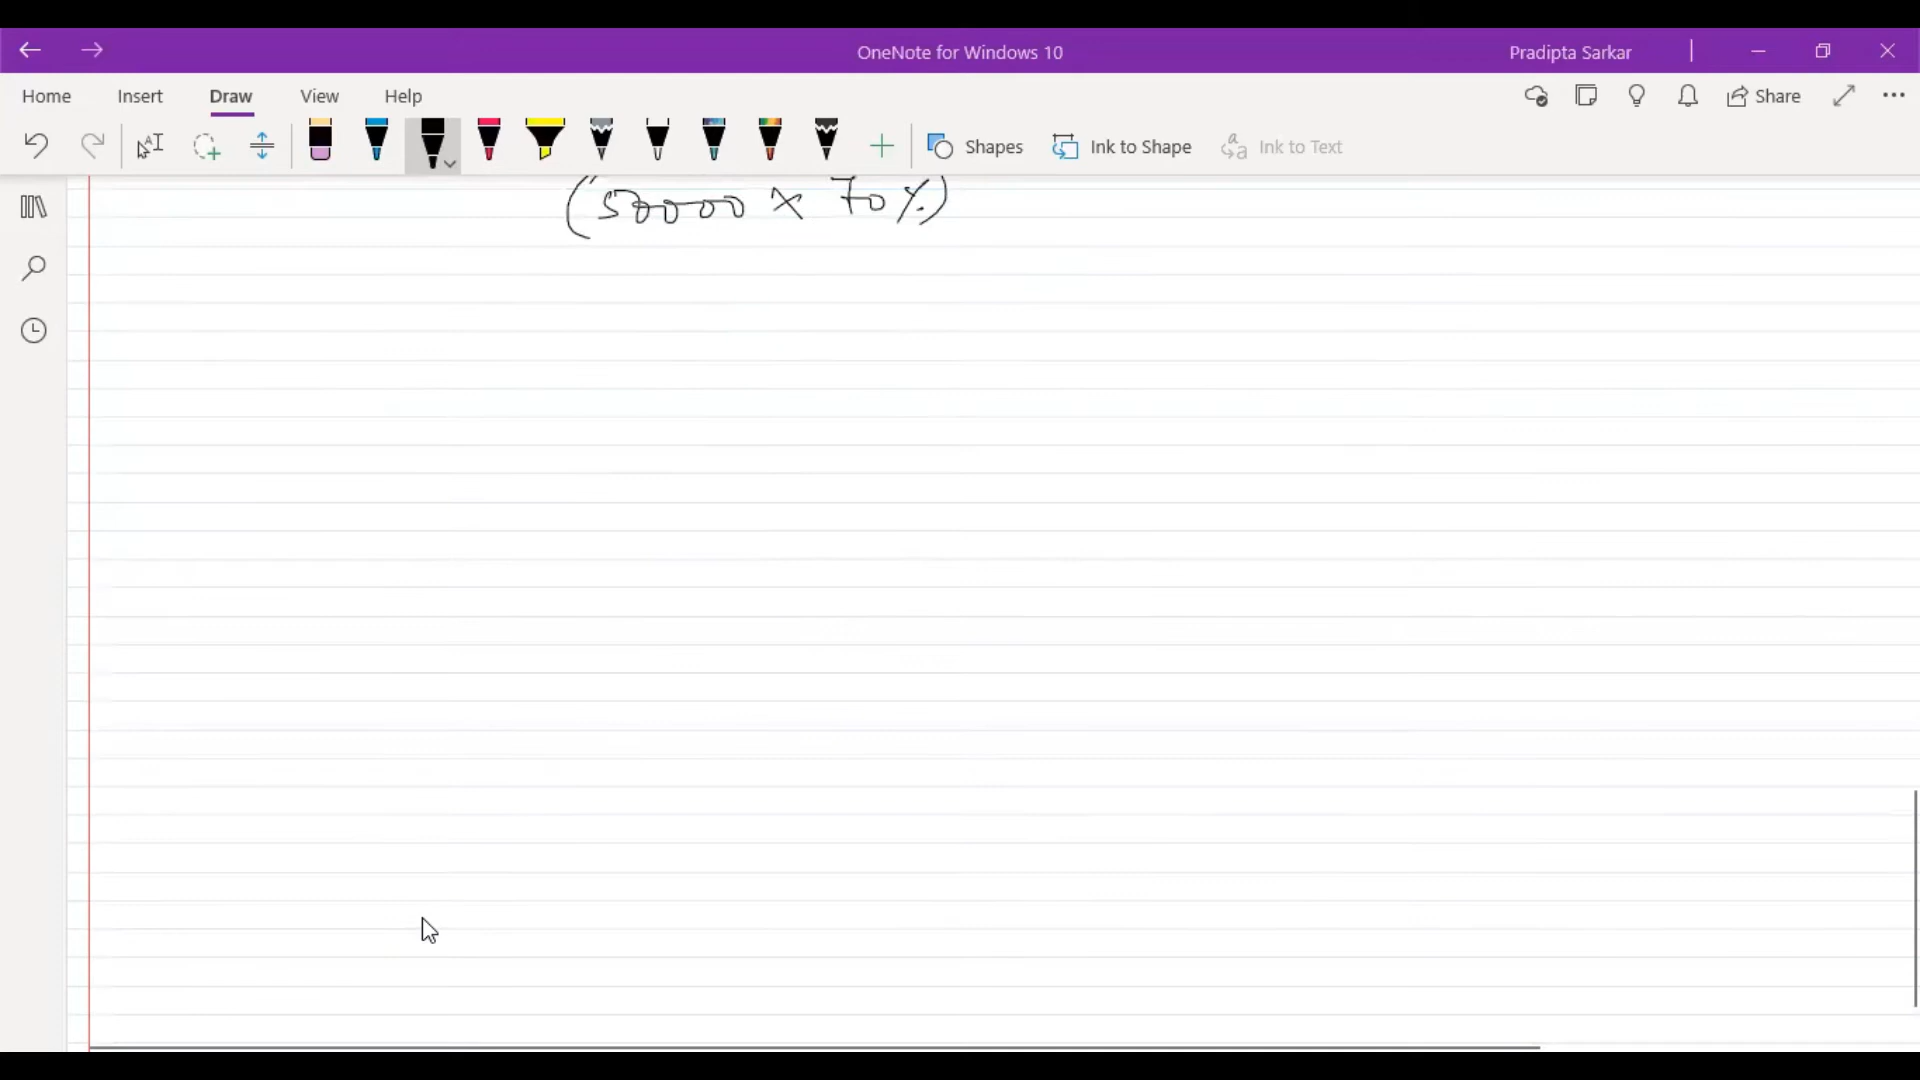 OneNote for Windows 10
Pradipta Sarkar
Home Insert Draw View Help
Share
Shapes
Ink to Shape
Ink to Text
(50000 x 70%)